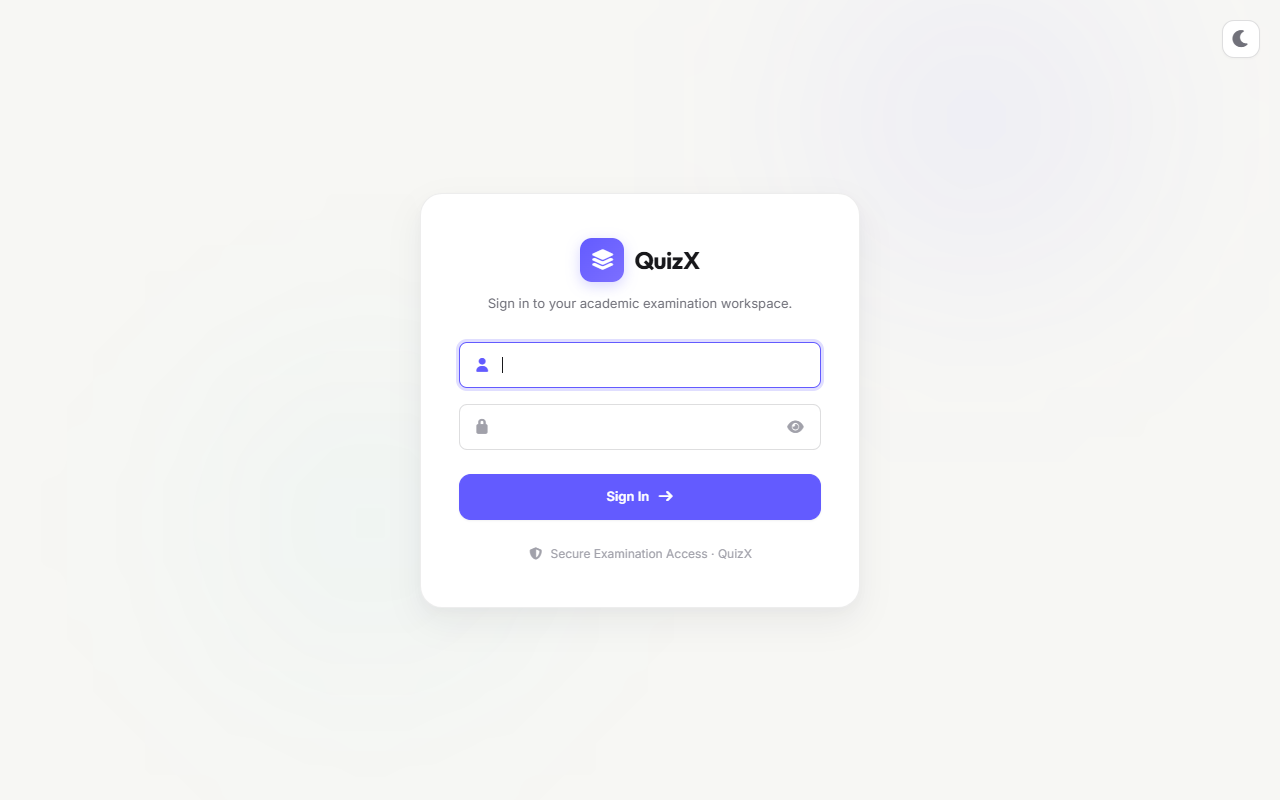 QuizX
Sign in to your academic examination workspace.
Sign In
Secure Examination Access · QuizX